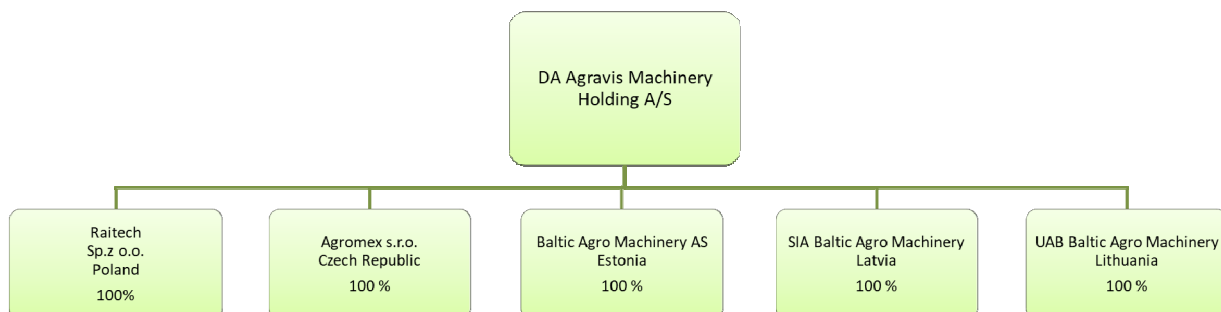 DA Agravis Machinery
Holding A/S
Raitech
Sp.z o.o.
Poland
100%
Agromex s.r.o.
Czech Republic
100 %
Baltic Agro Machinery AS
Estonia
100 %
SIA Baltic Agro Machinery
Latvia
100 %
UAB Baltic Agro Machinery
Lithuania
100 %